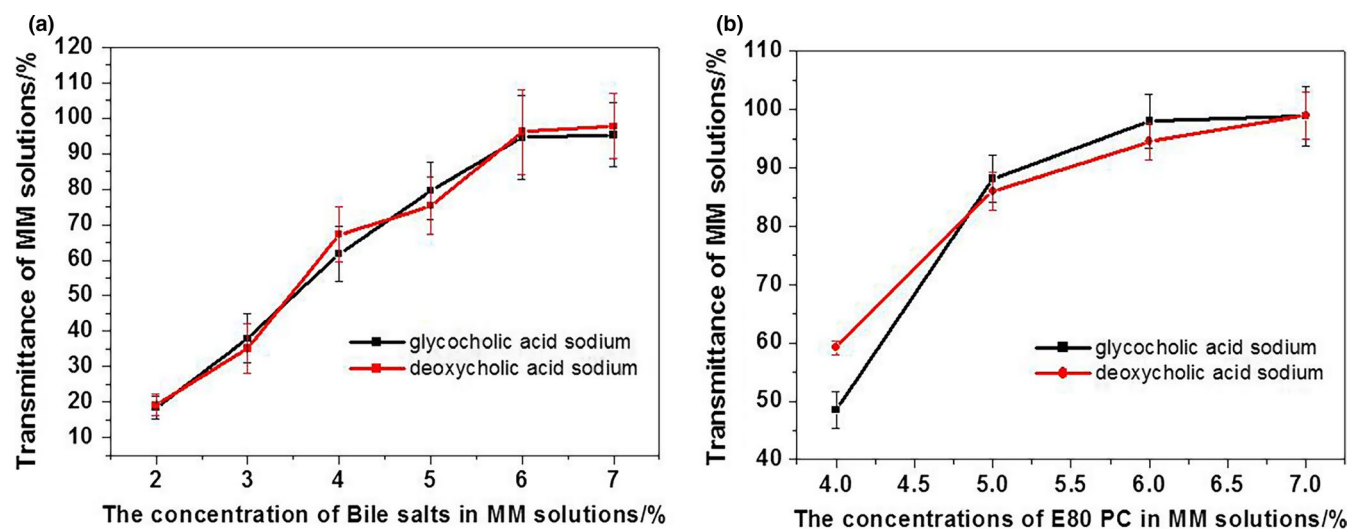 (a)
Transmittance of MM solutions/%
120
110
100
90
80
70
60
50
40
30
20
10
glycocholic acid sodium
deoxycholic acid sodium
2 3 4 5 6 7
The concentration of Bile salts in MM solutions/%
(b)
Transmittance of MM solutions/%
110
100
90
80
70
60
50
40
glycocholic acid sodium
deoxycholic acid sodium
4.0 4.5 5.0 5.5 6.0 6.5 7.0
The concentrations of E80 PC in MM solutions/%